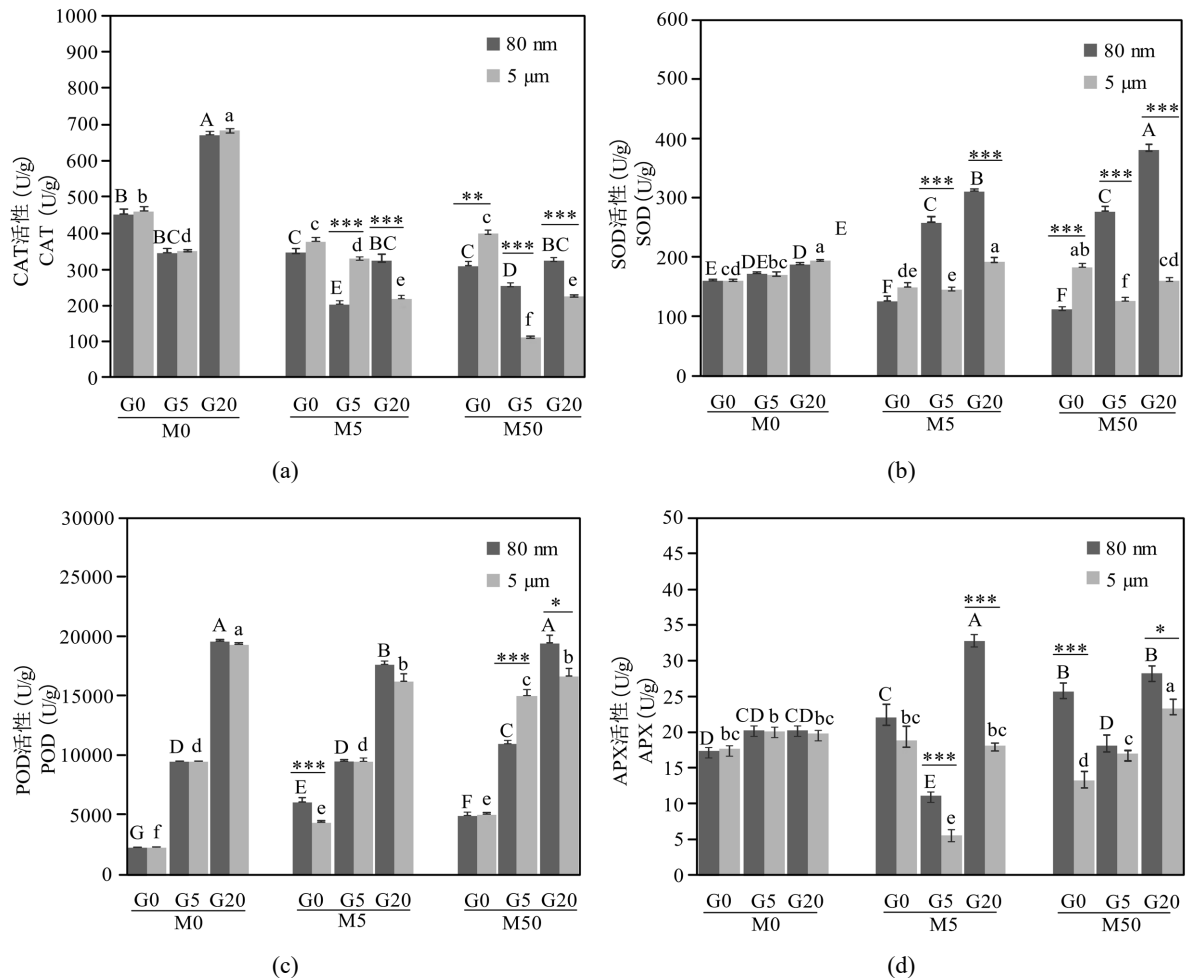 1000
900
800
700
600
500
400
300
200
100
0
CAT活性 (U/g)
CAT (U/g)
80 nm
5 μm
B b
BC d
A a
C c
*** E d
*** BC e
** C c
*** D f
*** BC e
G0 G5 G20 G0 G5 G20 G0 G5 G20
M0 M5 M50
(a)
600
500
400
300
200
100
0
SOD活性 (U/g)
SOD (U/g)
80 nm
5 μm
E cd
DE bc
D a
E
F de
*** C e
*** B a
*** F ab
*** C f
*** A cd
G0 G5 G20 G0 G5 G20 G0 G5 G20
M0 M5 M50
(b)
30000
25000
20000
15000
10000
5000
0
POD活性 (U/g)
POD (U/g)
80 nm
5 μm
G f
D d
A a
*** E e
D d
B b
F e
*** C c
* A b
G0 G5 G20 G0 G5 G20 G0 G5 G20
M0 M5 M50
(c)
50
45
40
35
30
25
20
15
10
5
0
APX活性 (U/g)
APX (U/g)
80 nm
5 μm
D bc
CD b
CD bc
C bc
*** E e
*** A bc
*** B d
D c
* B a
G0 G5 G20 G0 G5 G20 G0 G5 G20
M0 M5 M50
(d)